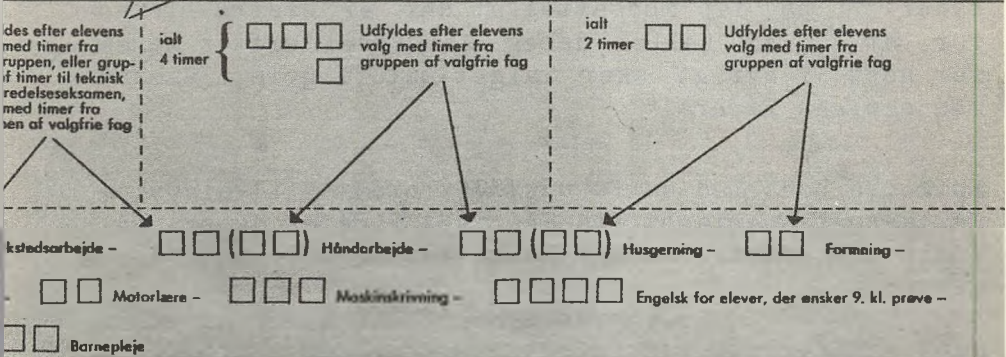 ldes efter elevens
med timer fra
ruppen, eller grup-
f timer til teknisk
redelseseksamen,
med timer fra
en af valgfrie fag
ialt
4 timer
Udfyldes efter elevens
valg med timer fra
gruppen af valgfrie fag
ialt
2 timer
Udfyldes efter elevens
valg med timer fra
gruppen af valgfrie fag
kstedsarbejde – ( ) Håndarbejde – ( ) Husgerning – Formning –
– Motorlære – Maskinskrivning – Engelsk for elever, der ønsker 9. kl. prøve –
Barnepleje